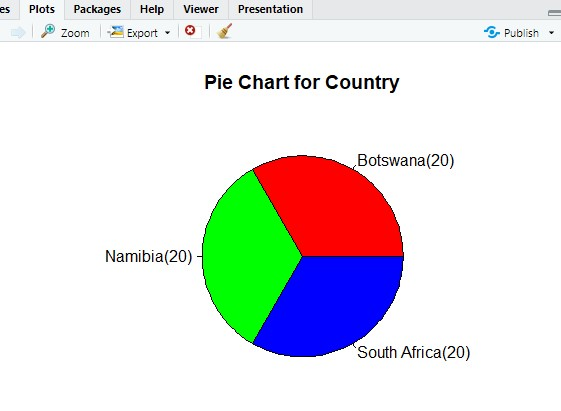 es Plots Packages Help Viewer Presentation
Zoom Export Publish
Pie Chart for Country
Botswana(20)
Namibia(20)
South Africa(20)